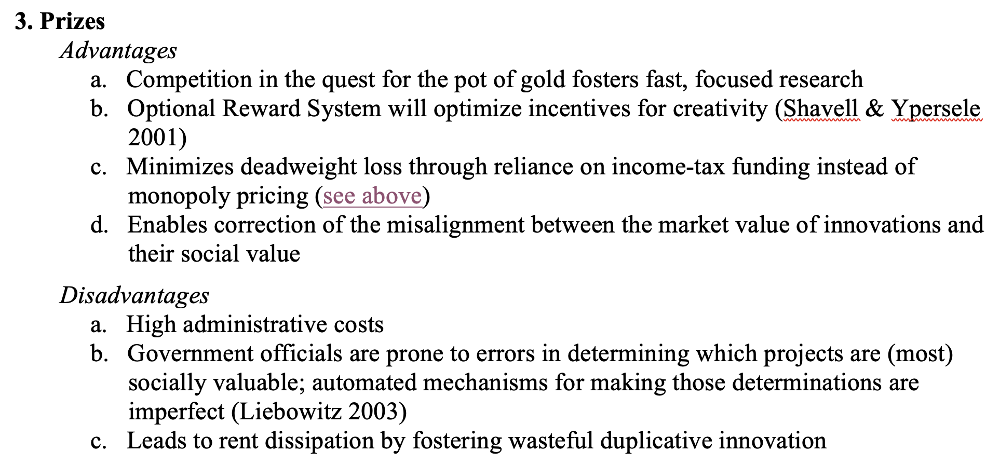 3. Prizes
Advantages
a. Competition in the quest for the pot of gold fosters fast, focused research
b. Optional Reward System will optimize incentives for creativity (Shavell & Ypersele
2001)
c. Minimizes deadweight loss through reliance on income-tax funding instead of
monopoly pricing (see above)
d. Enables correction of the misalignment between the market value of innovations and
their social value
Disadvantages
a. High administrative costs
b. Government officials are prone to errors in determining which projects are (most)
socially valuable; automated mechanisms for making those determinations are
imperfect (Liebowitz 2003)
c. Leads to rent dissipation by fostering wasteful duplicative innovation